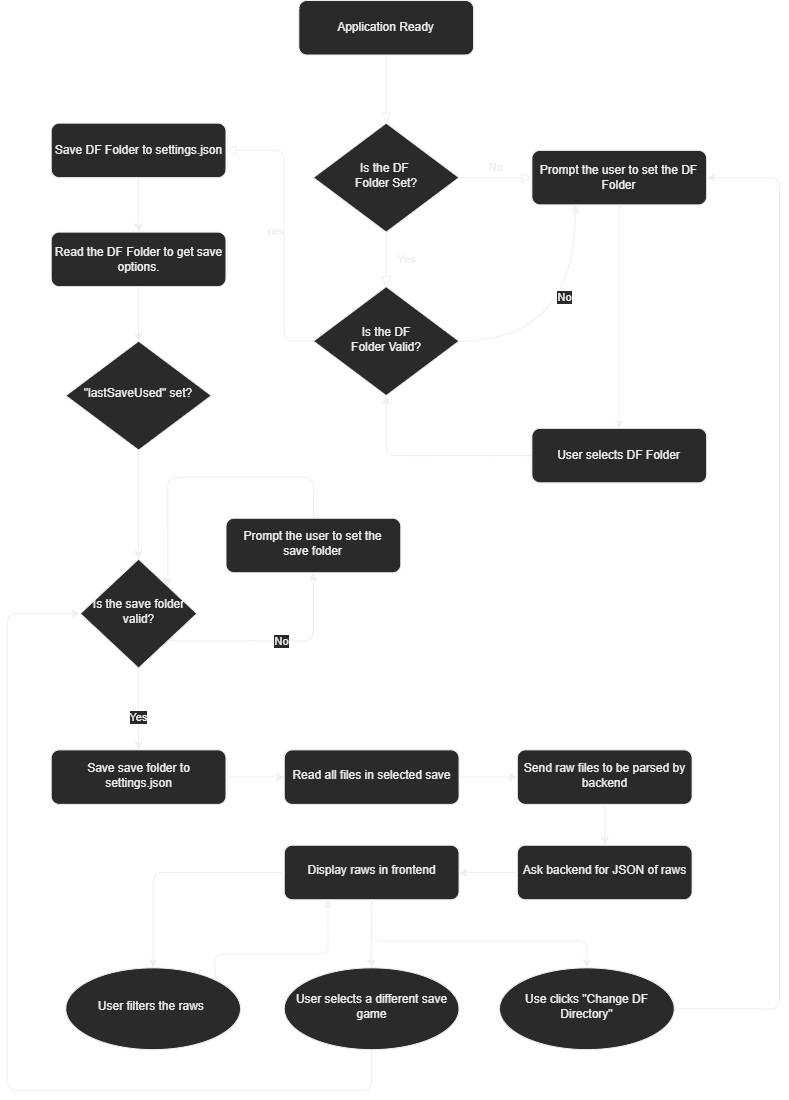 Application Ready
Save DF Folder to settings.json
Is the DF
Folder Set?
No
Prompt the user to set the DF
Folder
Yes
Yes
Read the DF Folder to get save
options.
No
Is the DF
Folder Valid?
"lastSaveUsed" set?
User selects DF Folder
Prompt the user to set the
save folder
Is the save folder
valid?
No
Yes
Save save folder to
settings.json
Read all files in selected save
Send raw files to be parsed by
backend
Display raws in frontend
Ask backend for JSON of raws
User filters the raws
User selects a different save
game
Use clicks "Change DF
Directory"